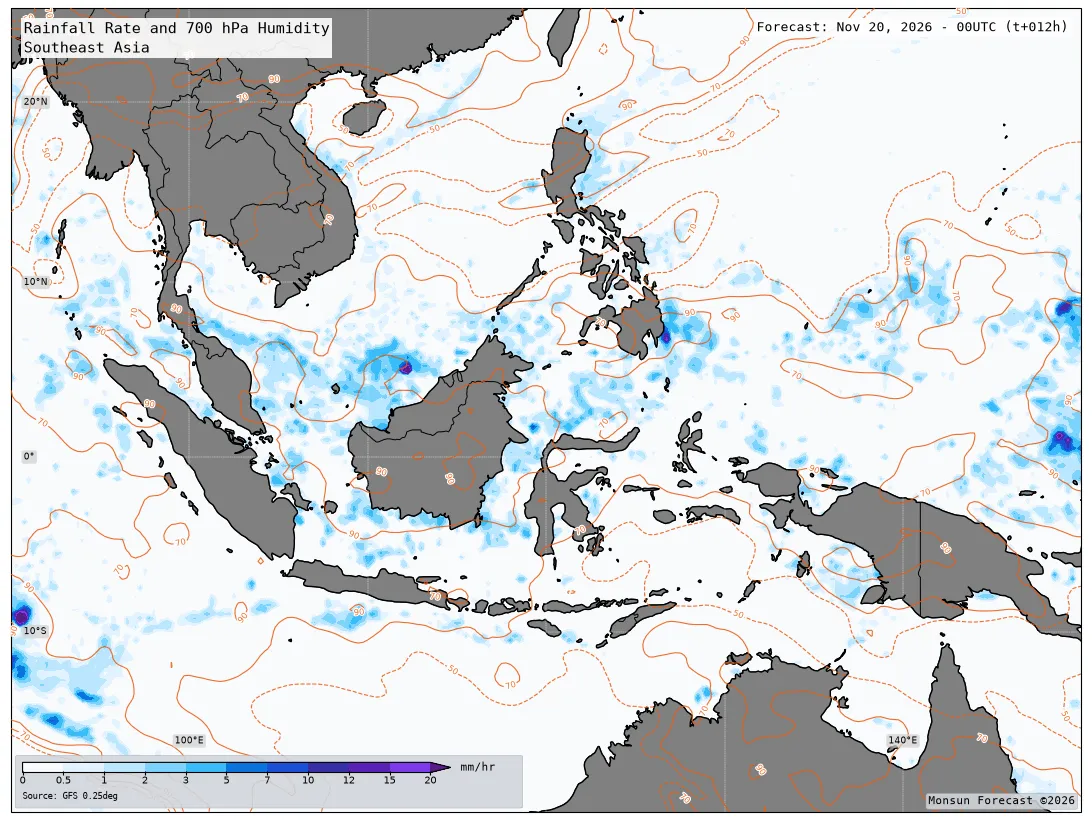 Rainfall Rate and 700 hPa Humidity
Southeast Asia
Forecast: Nov 20, 2026 - 00UTC (t+012h)
20°N
10°N
0°
10°S
100°E
140°E
0 0.5 1 2 3 5 7 10 12 15 20
mm/hr
Source: GFS 0.25deg
Monsun Forecast ©2026